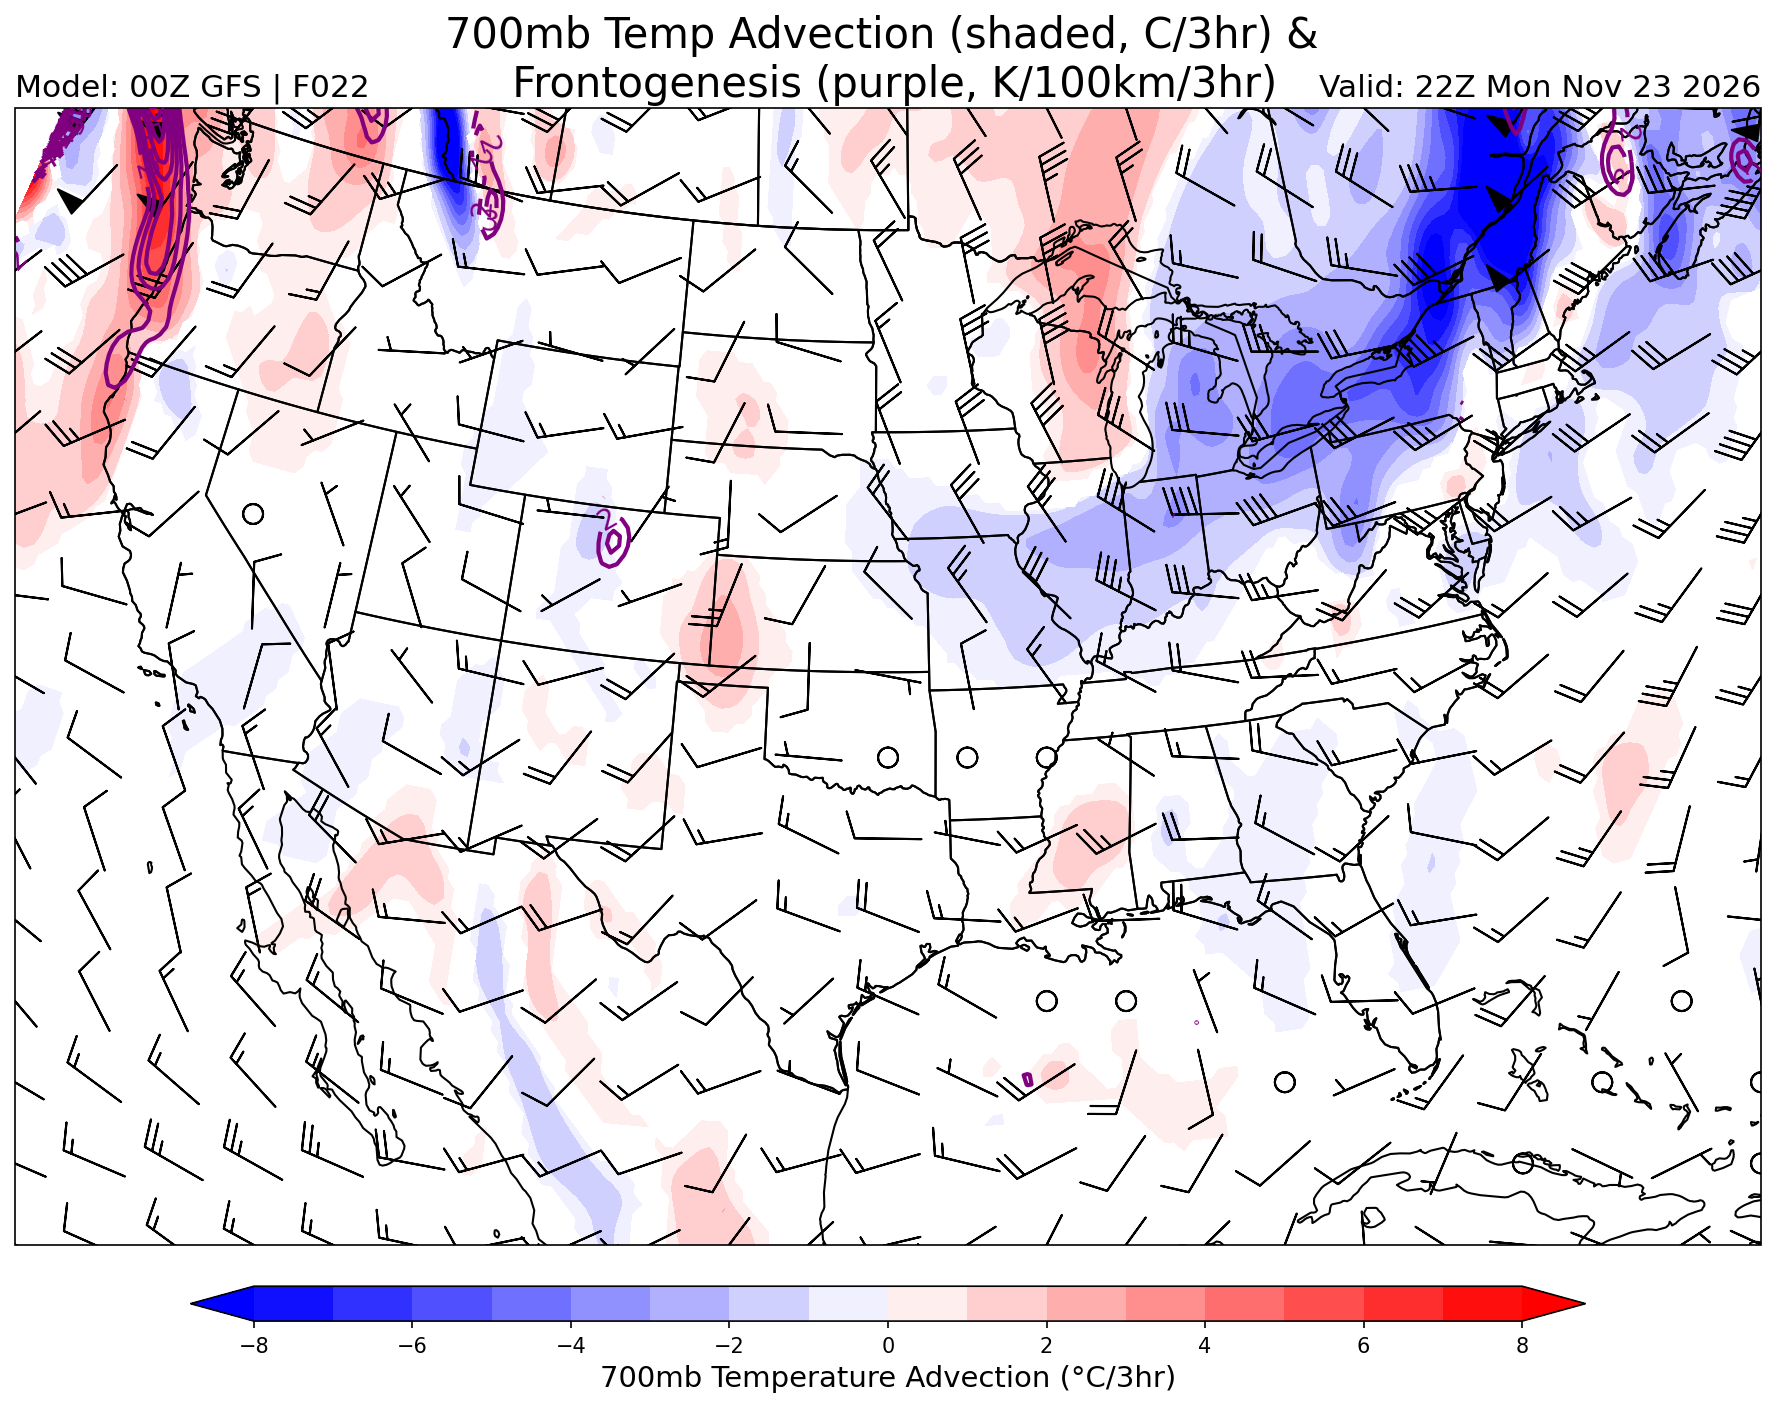 700mb Temp Advection (shaded, C/3hr) &
Frontogenesis (purple, K/100km/3hr)
Model: 00Z GFS | F022
Valid: 22Z Mon Nov 23 2026
2
−8 −6 −4 −2 0 2 4 6 8
700mb Temperature Advection (°C/3hr)